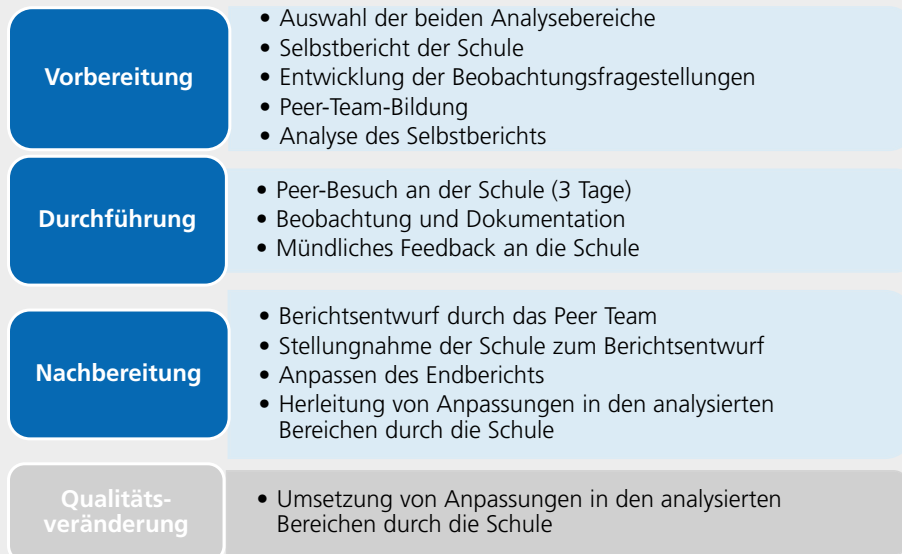 Vorbereitung
• Auswahl der beiden Analysebereiche
• Selbstbericht der Schule
• Entwicklung der Beobachtungsfragestellungen
• Peer-Team-Bildung
• Analyse des Selbstberichts
Durchführung
• Peer-Besuch an der Schule (3 Tage)
• Beobachtung und Dokumentation
• Mündliches Feedback an die Schule
Nachbereitung
• Berichtsentwurf durch das Peer Team
• Stellungnahme der Schule zum Berichtsentwurf
• Anpassen des Endberichts
• Herleitung von Anpassungen in den analysierten
Bereichen durch die Schule
Qualitäts-
veränderung
• Umsetzung von Anpassungen in den analysierten
Bereichen durch die Schule